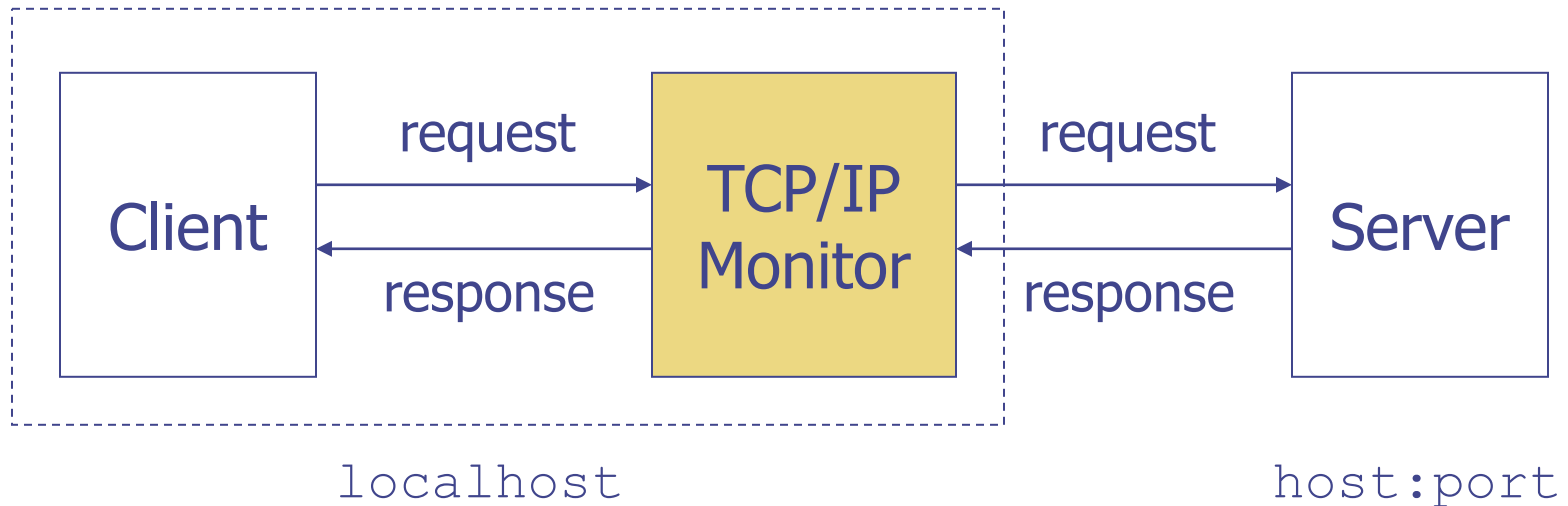 request
request
Client
TCP/IP
Monitor
Server
response
response
localhost
host:port